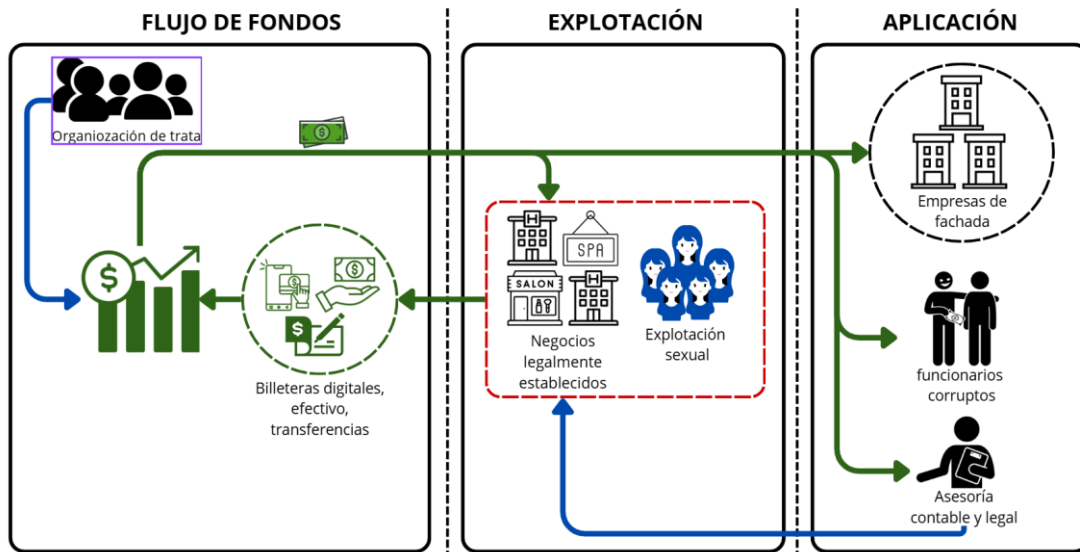 FLUJO DE FONDOS
EXPLOTACIÓN
APLICACIÓN
Organiozación de trata
$
$
$
$
$
Billeteras digitales,
efectivo,
transferencias
H
SPA
SALON
H
Negocios
legalmente
establecidos
Explotación
sexual
Empresas de
fachada
funcionarios
corruptos
Asesoría
contable y legal